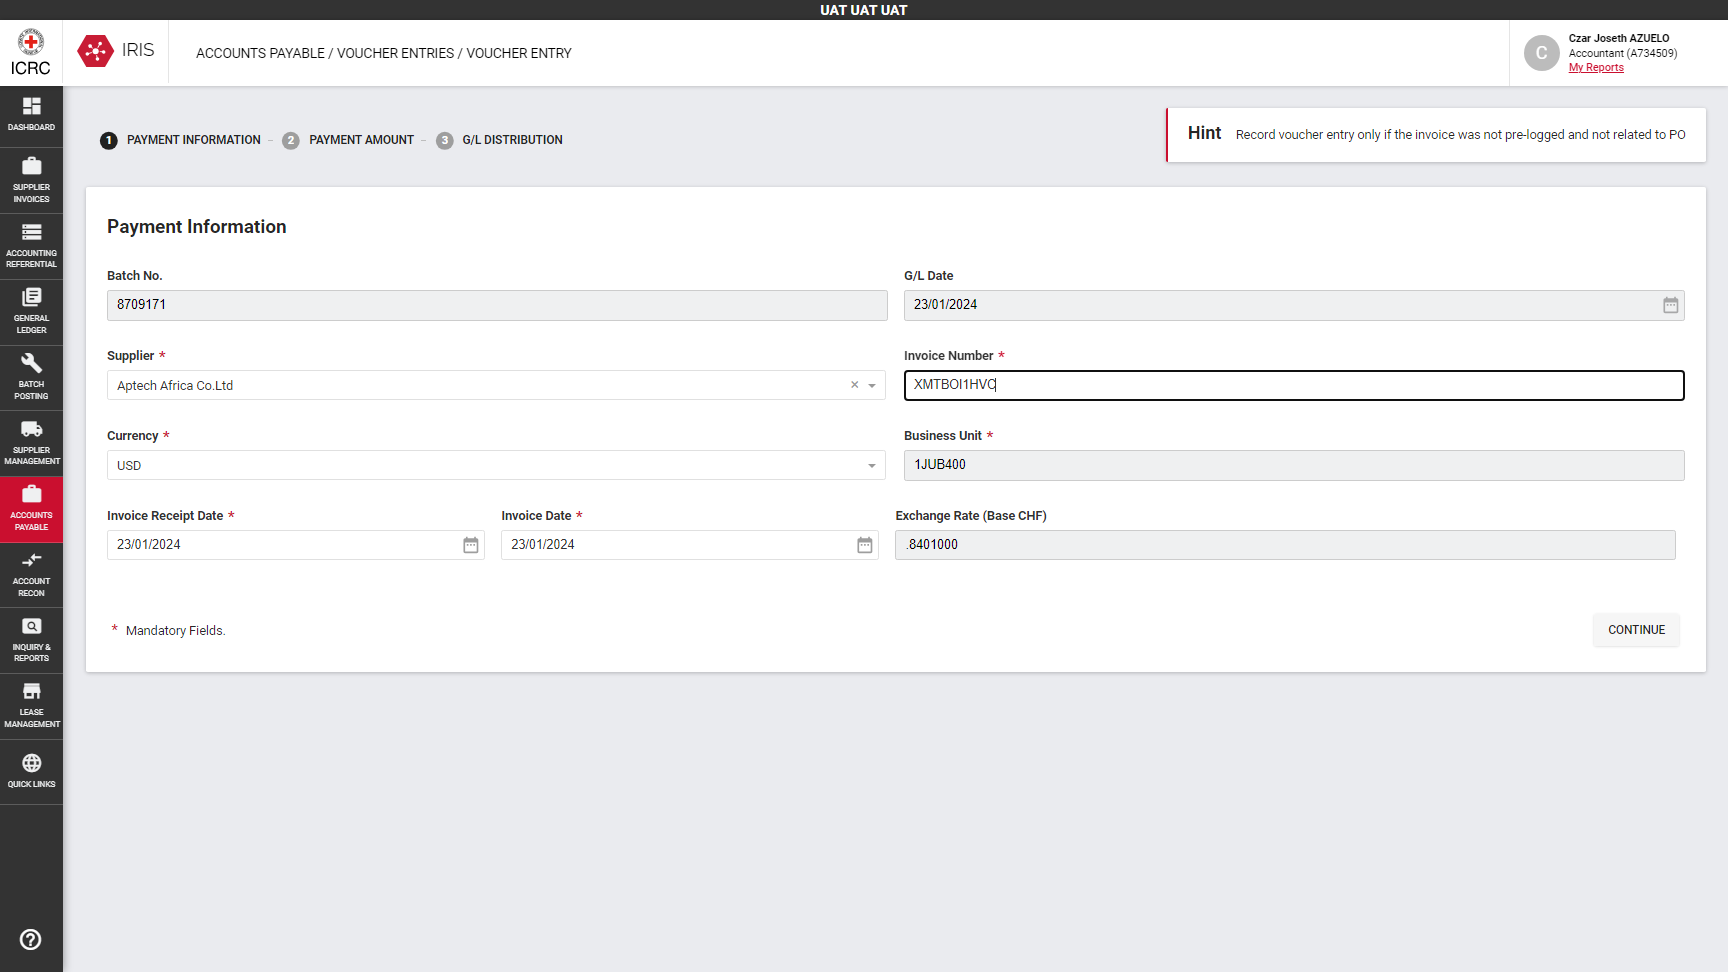 UAT UAT UAT
ICRC
IRIS
ACCOUNTS PAYABLE / VOUCHER ENTRIES / VOUCHER ENTRY
C
Czar Joseth AZUELO
Accountant (A734509)
My Reports
DASHBOARD
SUPPLIER
INVOICES
ACCOUNTING
REFERENTIAL
GENERAL
LEDGER
BATCH
POSTING
SUPPLIER
MANAGEMENT
ACCOUNTS
PAYABLE
ACCOUNT
RECON
INQUIRY &
REPORTS
LEASE
MANAGEMENT
QUICK LINKS
1 PAYMENT INFORMATION - 2 PAYMENT AMOUNT - 3 G/L DISTRIBUTION
Hint Record voucher entry only if the invoice was not pre-logged and not related to PO
Payment Information
Batch No.
8709171
G/L Date
23/01/2024
Supplier *
Aptech Africa Co.Ltd
Invoice Number *
XMTBOI1HVC
Currency *
USD
Business Unit *
1JUB400
Invoice Receipt Date *
23/01/2024
Invoice Date *
23/01/2024
Exchange Rate (Base CHF)
.8401000
* Mandatory Fields.
CONTINUE